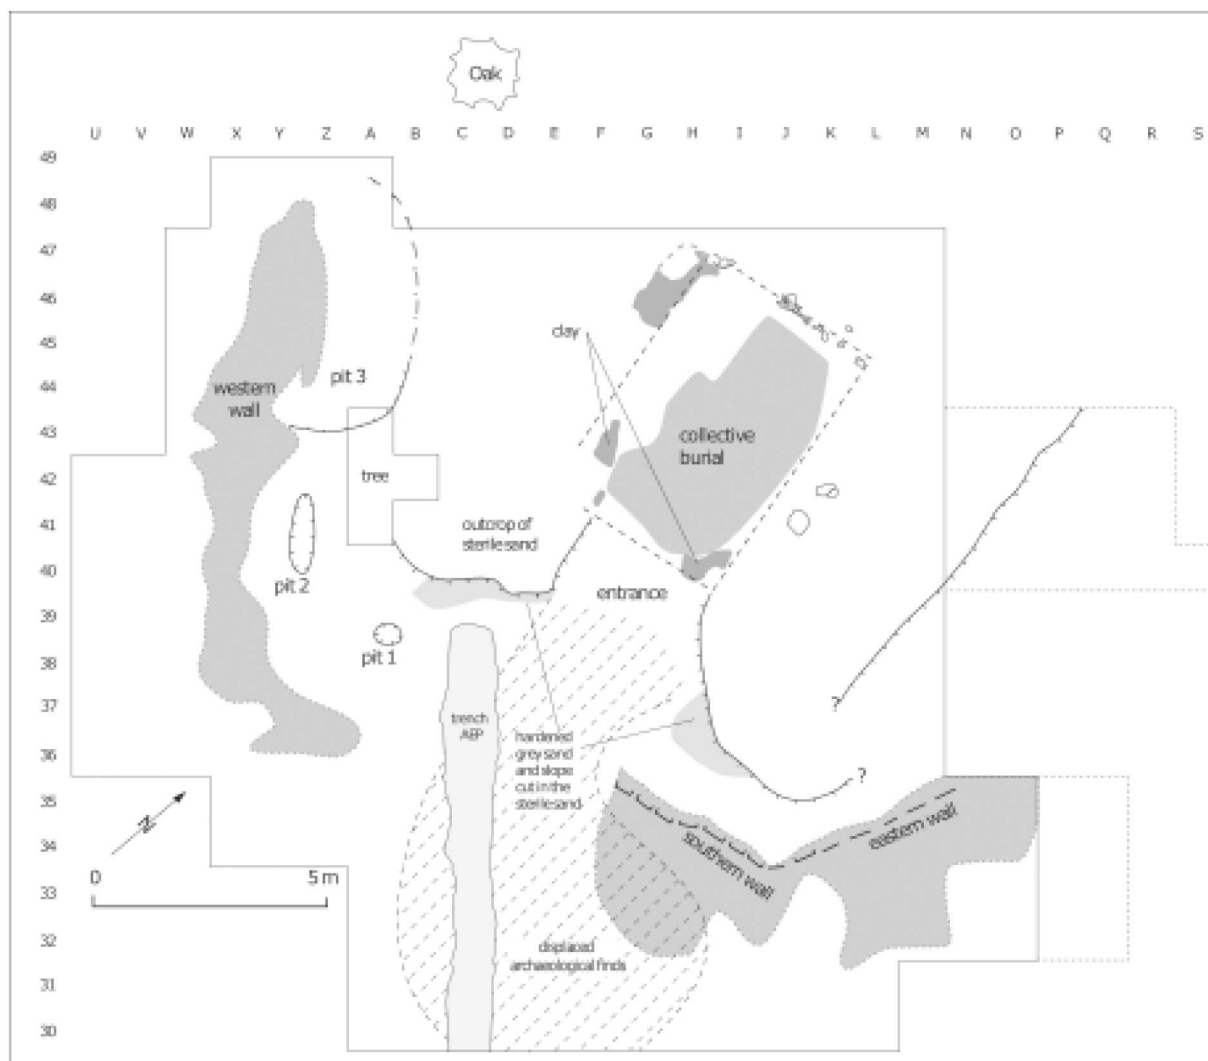 Oak
U V W X Y Z A B C D E F G H I J K L M N O P Q R S
49
48
47
46
45
44
43
42
41
40
39
38
37
36
35
34
33
32
31
30
clay
pit 3
western
wall
collective
burial
tree
outcrop of
sterile sand
pit 2
entrance
pit 1
?
trench
AEP
hardened
grey sand
and slope
cut in the
sterile sand
?
N
southern wall
eastern wall
0 5 m
displaced
archaeological finds